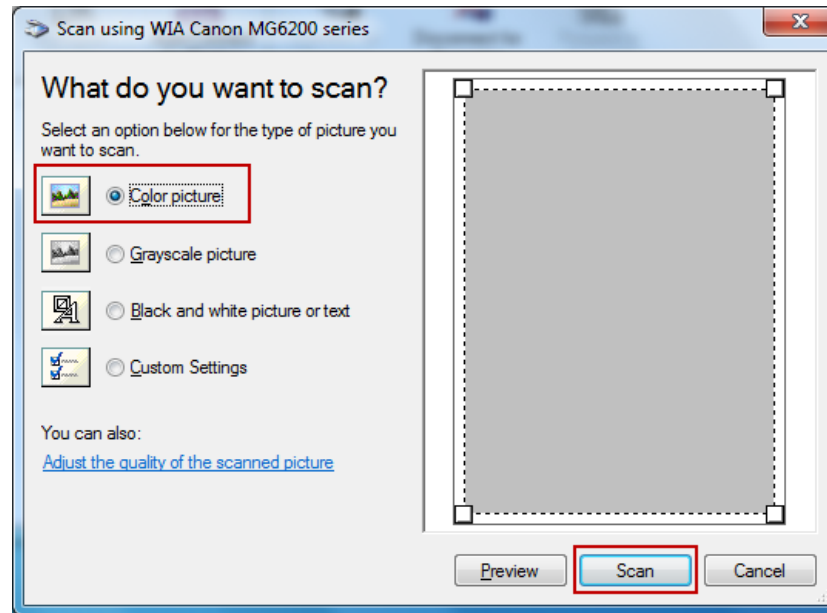 Scan using WIA Canon MG6200 series
What do you want to scan?
Select an option below for the type of picture you
want to scan.
Color picture
Grayscale picture
Black and white picture or text
Custom Settings
You can also:
Adjust the quality of the scanned picture
Preview
Scan
Cancel